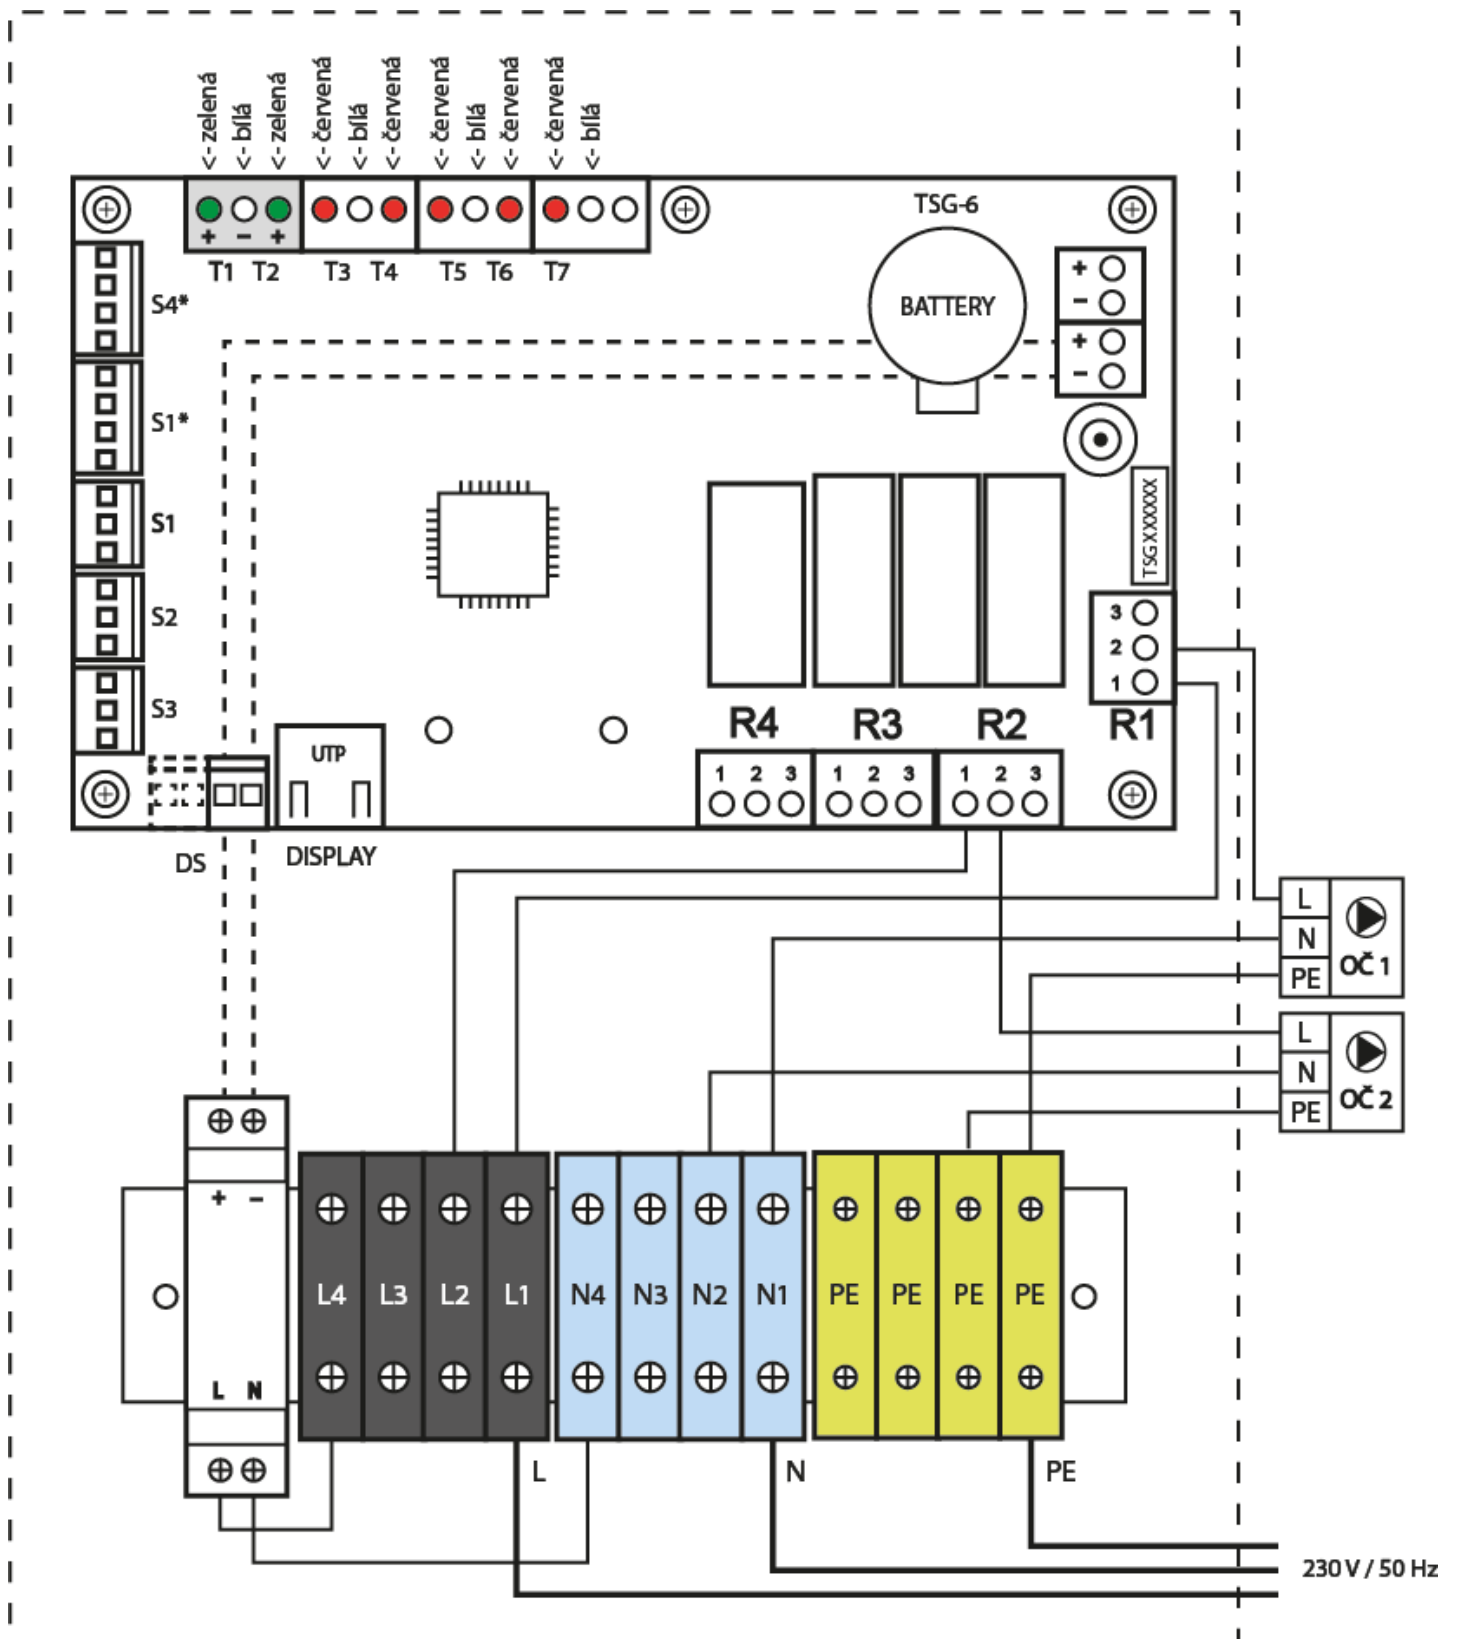 <- zelená
<- bílá
<- zelená
<- červená
<- bílá
<- červená
<- červená
<- bílá
<- červená
<- červená
<- bílá
TSG-6
+ − +
T1 T2 T3 T4 T5 T6 T7
BATTERY
+
−
+
−
S4*
S1*
S1
S2
S3
TSGXXXXXX
3
2
1
R4 R3 R2 R1
1 2 3 1 2 3 1 2 3
UTP
DS
DISPLAY
L
N
PE
OČ 1
L
N
PE
OČ 2
+ −
L4 L3 L2 L1 N4 N3 N2 N1 PE PE PE PE
L N
L N PE
230 V / 50 Hz